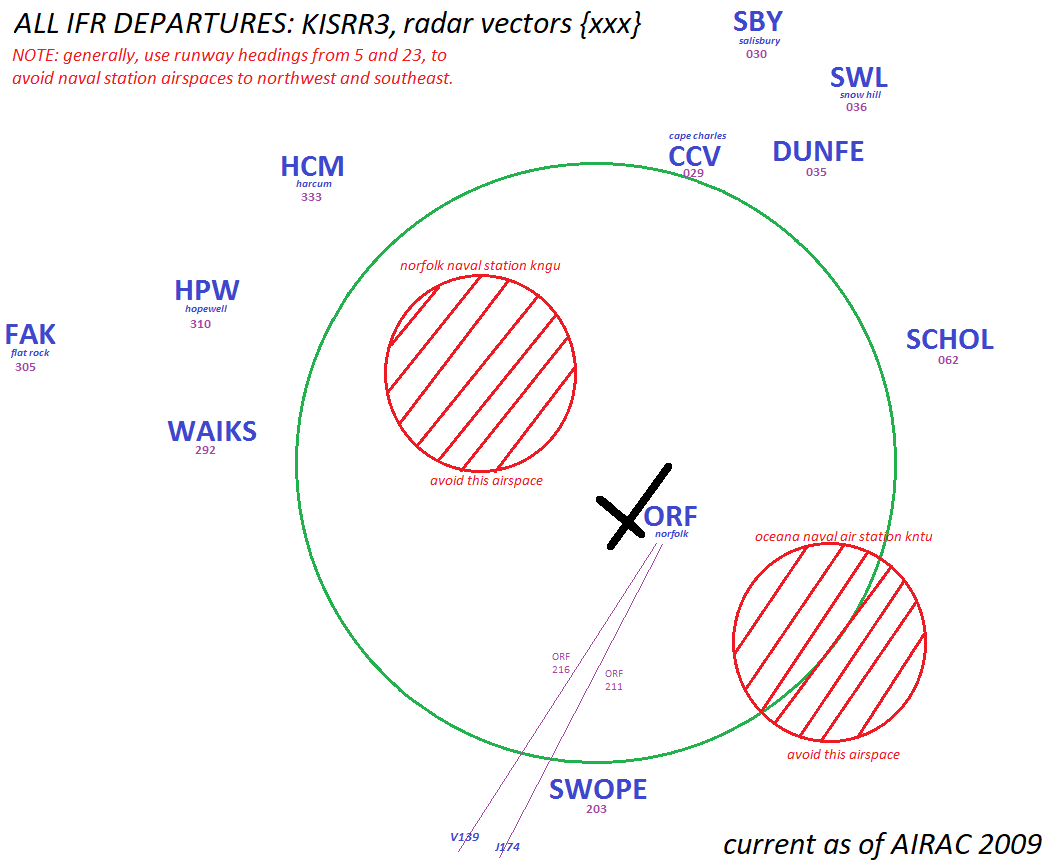 ALL IFR DEPARTURES: KISRR3, radar vectors {xxx}
NOTE: generally, use runway headings from 5 and 23, to
avoid naval station airspaces to northwest and southeast.
SBY
salisbury
030
SWL
snow hill
036
cape charles
CCV
029
DUNFE
035
HCM
harcum
333
norfolk naval station kngu
avoid this airspace
HPW
hopewell
310
FAK
flat rock
305
SCHOL
062
WAIKS
292
ORF
norfolk
oceana naval air station kntu
avoid this airspace
ORF
216
ORF
211
SWOPE
203
V139
J174
current as of AIRAC 2009